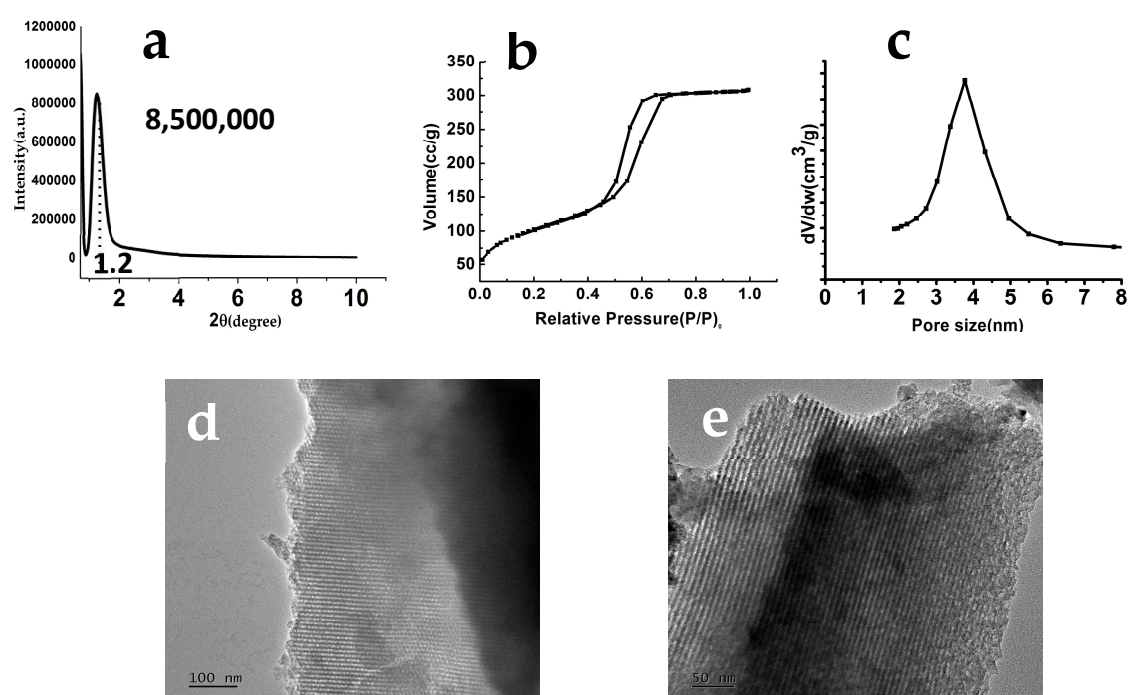 a
1200000
1000000
800000
600000
400000
200000
0
Intensity(a.u.)
8,500,000
1.2
2 4 6 8 10
2θ(degree)
b
350
300
250
200
150
100
50
Volume(cc/g)
0.0 0.2 0.4 0.6 0.8 1.0
Relative Pressure(P/P)₀
c
dV/dw(cm³/g)
0 1 2 3 4 5 6 7 8
Pore size(nm)
d
100 nm
e
50 nm